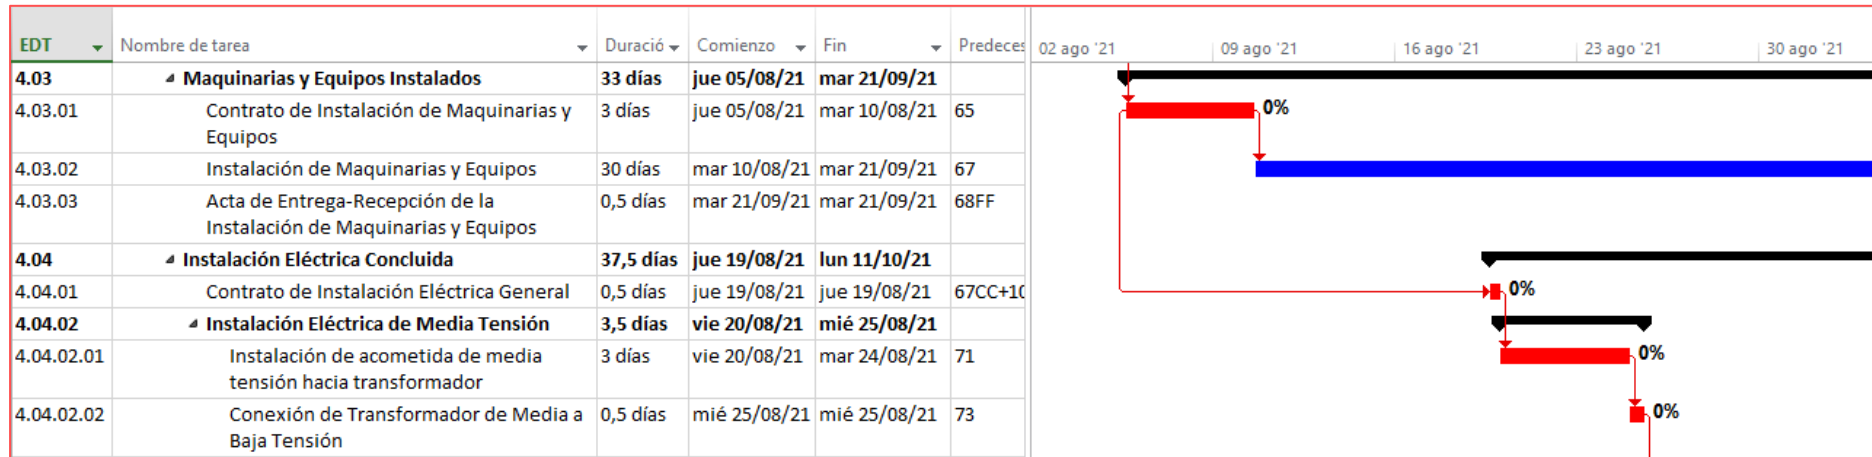 EDT Nombre de tarea Duració Comienzo Fin Predeces 02 ago '21 09 ago '21 16 ago '21 23 ago '21 30 ago '21
4.03 Maquinarias y Equipos Instalados 33 días jue 05/08/21 mar 21/09/21
4.03.01 Contrato de Instalación de Maquinarias y 3 días jue 05/08/21 mar 10/08/21 65 0%
Equipos
4.03.02 Instalación de Maquinarias y Equipos 30 días mar 10/08/21 mar 21/09/21 67
4.03.03 Acta de Entrega-Recepción de la 0,5 días mar 21/09/21 mar 21/09/21 68FF
Instalación de Maquinarias y Equipos
4.04 Instalación Eléctrica Concluida 37,5 días jue 19/08/21 lun 11/10/21
4.04.01 Contrato de Instalación Eléctrica General 0,5 días jue 19/08/21 jue 19/08/21 67CC+10 0%
4.04.02 Instalación Eléctrica de Media Tensión 3,5 días vie 20/08/21 mié 25/08/21
4.04.02.01 Instalación de acometida de media 3 días vie 20/08/21 mar 24/08/21 71 0%
tensión hacia transformador
4.04.02.02 Conexión de Transformador de Media a 0,5 días mié 25/08/21 mié 25/08/21 73 0%
Baja Tensión